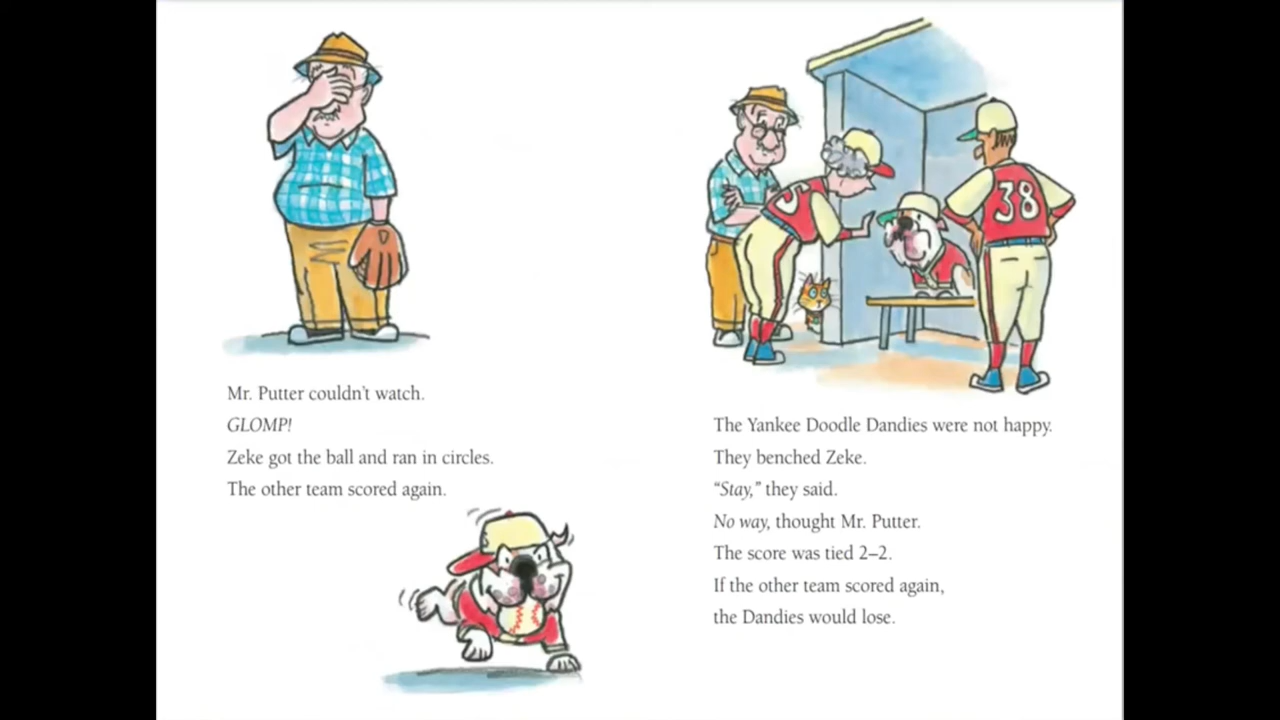 Mr. Putter couldn't watch.
GLOMP!
Zeke got the ball and ran in circles.
The other team scored again.
5
38
The Yankee Doodle Dandies were not happy.
They benched Zeke.
“Stay,” they said.
No way, thought Mr. Putter.
The score was tied 2–2.
If the other team scored again,
the Dandies would lose.